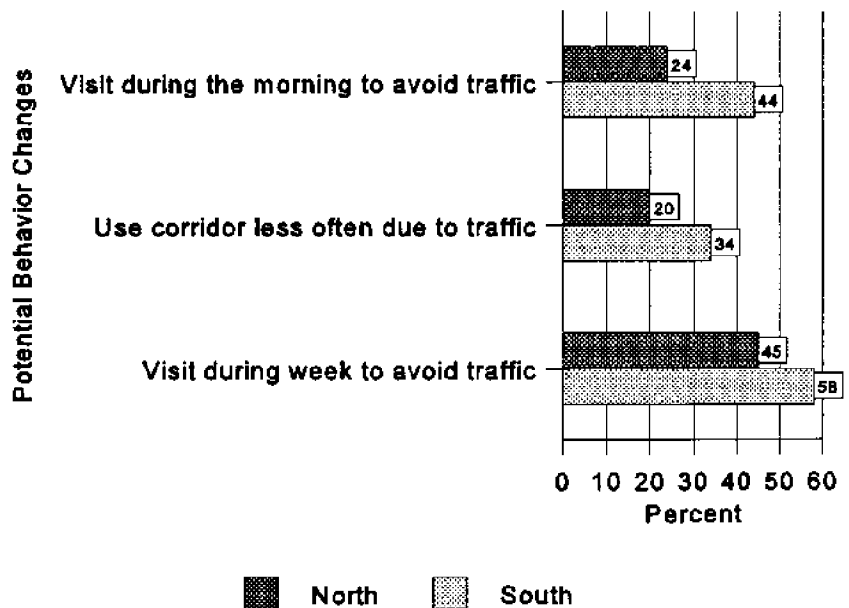 Potential Behavior Changes
Visit during the morning to avoid traffic
24
44
Use corridor less often due to traffic
20
34
Visit during week to avoid traffic
45
58
0 10 20 30 40 50 60
Percent
North South